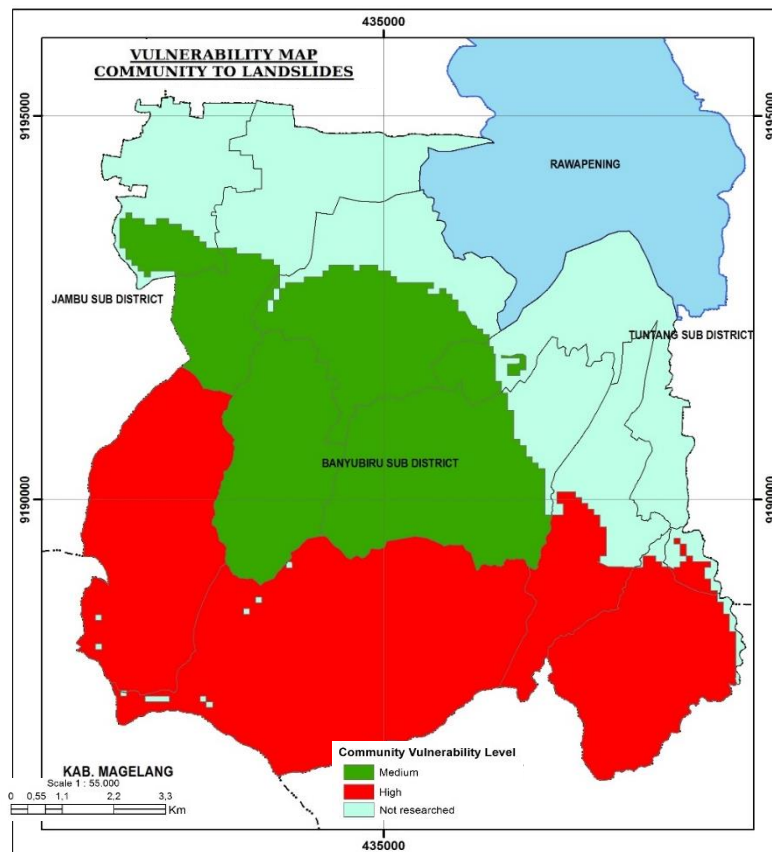 435000
VULNERABILITY MAP
COMMUNITY TO LANDSLIDES
9195000
9195000
RAWAPENING
JAMBU SUB DISTRICT
TUNTANG SUB DISTRICT
BANYUBIRU SUB DISTRICT
9190000
9190000
KAB. MAGELANG
Scale 1 : 55.000
0 0,55 1,1 2,2 3,3
Km
Community Vulnerability Level
Medium
High
Not researched
435000